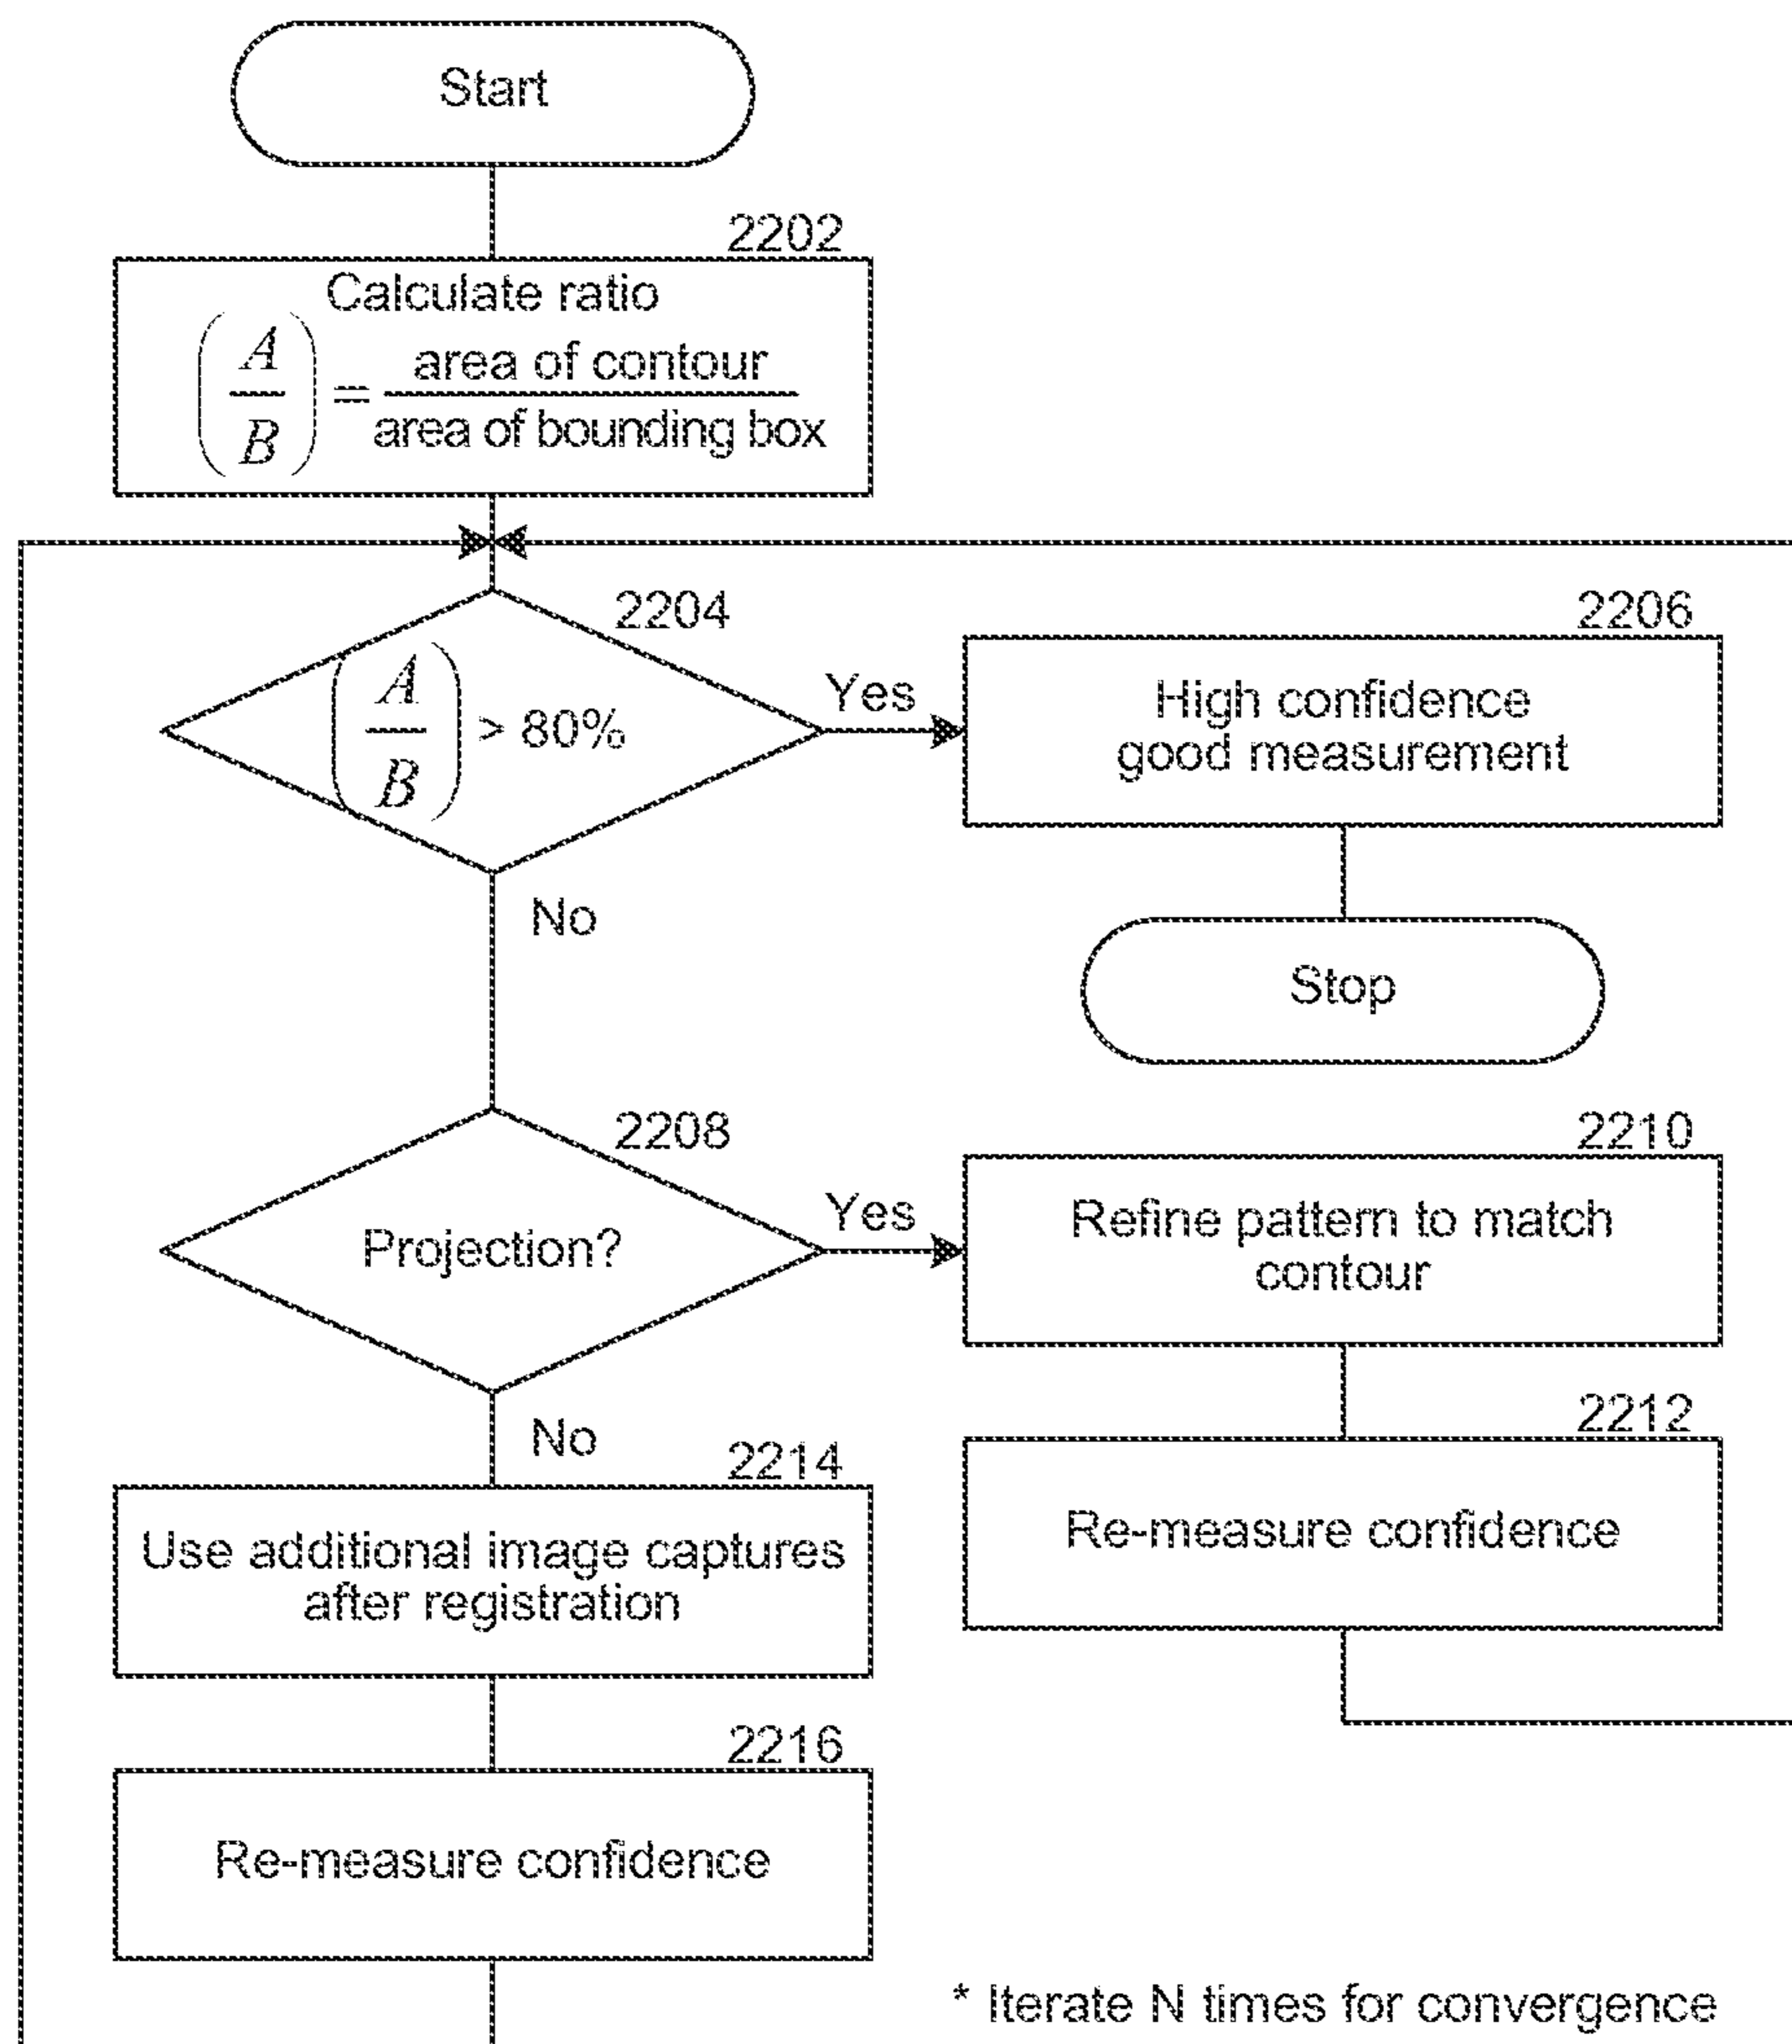 Start
2202
Calculate ratio
(A/B) = area of contour / area of bounding box
2204
(A/B) > 80%
Yes
2206
High confidence
good measurement
No
Stop
2208
Projection?
Yes
2210
Refine pattern to match
contour
No
2212
Re-measure confidence
2214
Use additional image captures
after registration
2216
Re-measure confidence
* Iterate N times for convergence